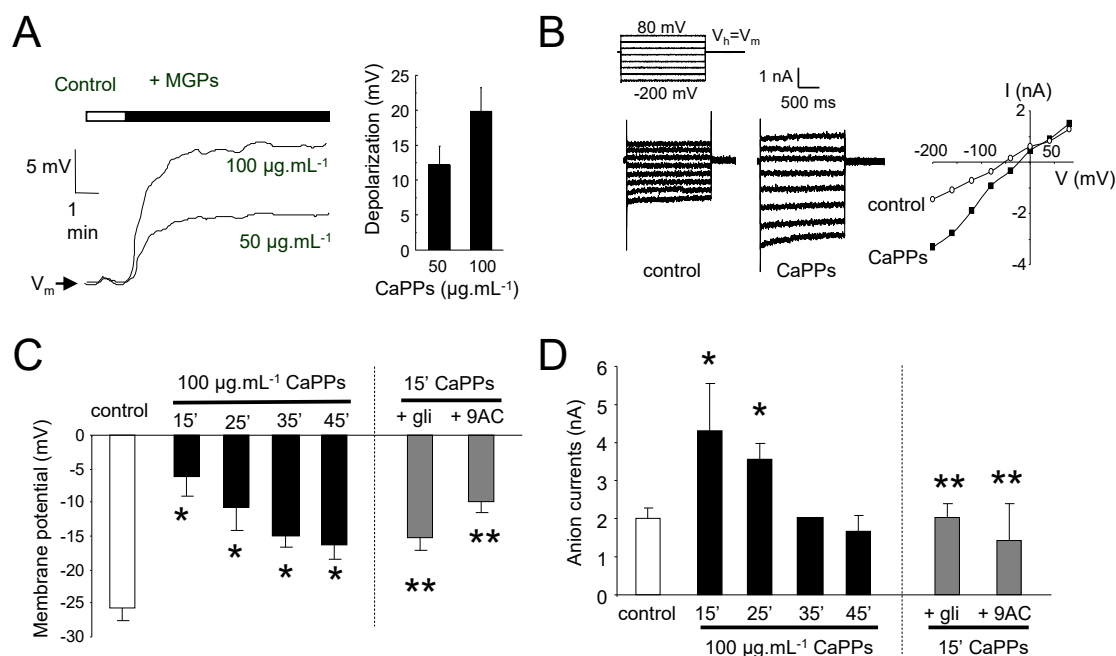 A
Control + MGPs
5 mV
1
min
100 µg.mL-1
50 µg.mL-1
Vm
Depolarization (mV)
25
20
15
10
5
0
50 100
CaPPs (µg.mL-1)
B
80 mV
Vh=Vm
-200 mV
1 nA
500 ms
control
CaPPs
I (nA)
2
-200 -100 50
V (mV)
control
-2
CaPPs
-4
C
100 µg.mL-1 CaPPs
15' CaPPs
control
15' 25' 35' 45'
+ gli + 9AC
Membrane potential (mV)
0
-5
-10
-15
-20
-25
-30
* * * *
** **
D
Anion currents (nA)
6
5
4
3
2
1
0
* *
** **
control 15' 25' 35' 45' + gli + 9AC
100 µg.mL-1 CaPPs 15' CaPPs